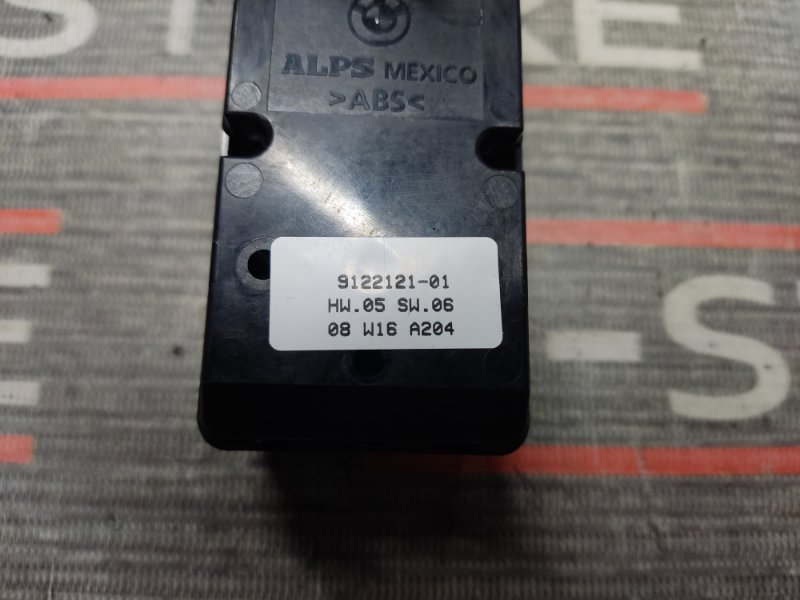 ALPS MEXICO
>ABS<
9122121-01
HW.05 SW.06
08 W16 A204